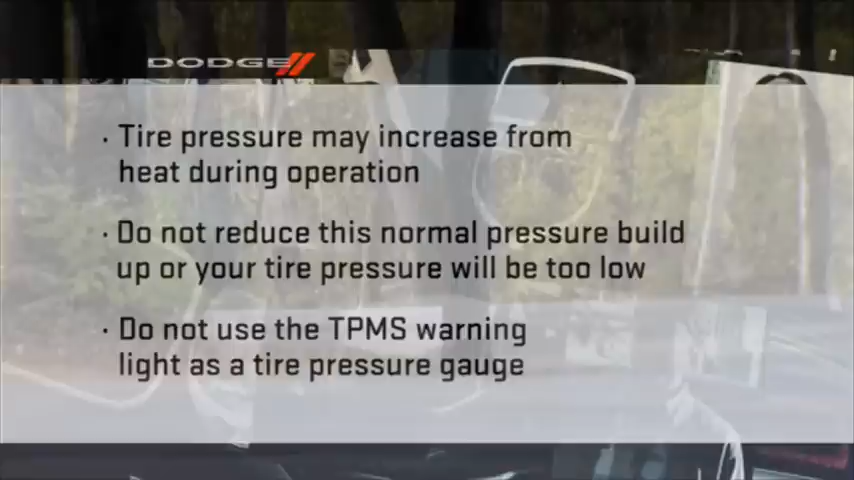 DODGE
· Tire pressure may increase from
heat during operation
· Do not reduce this normal pressure build
up or your tire pressure will be too low
· Do not use the TPMS warning
light as a tire pressure gauge